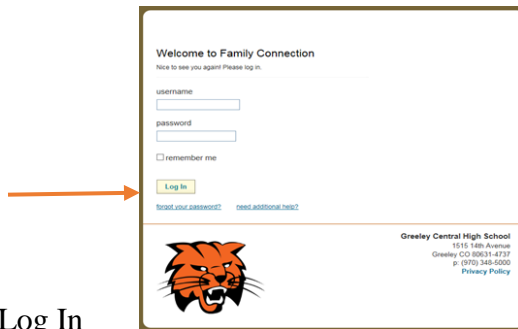 Welcome to Family Connection
Nice to see you again! Please log in.
username
password
remember me
Log In
forgot your password? need additional help?
Greeley Central High School
1515 14th Avenue
Greeley CO 80631-4737
p: (970) 348-5000
Privacy Policy
Log In